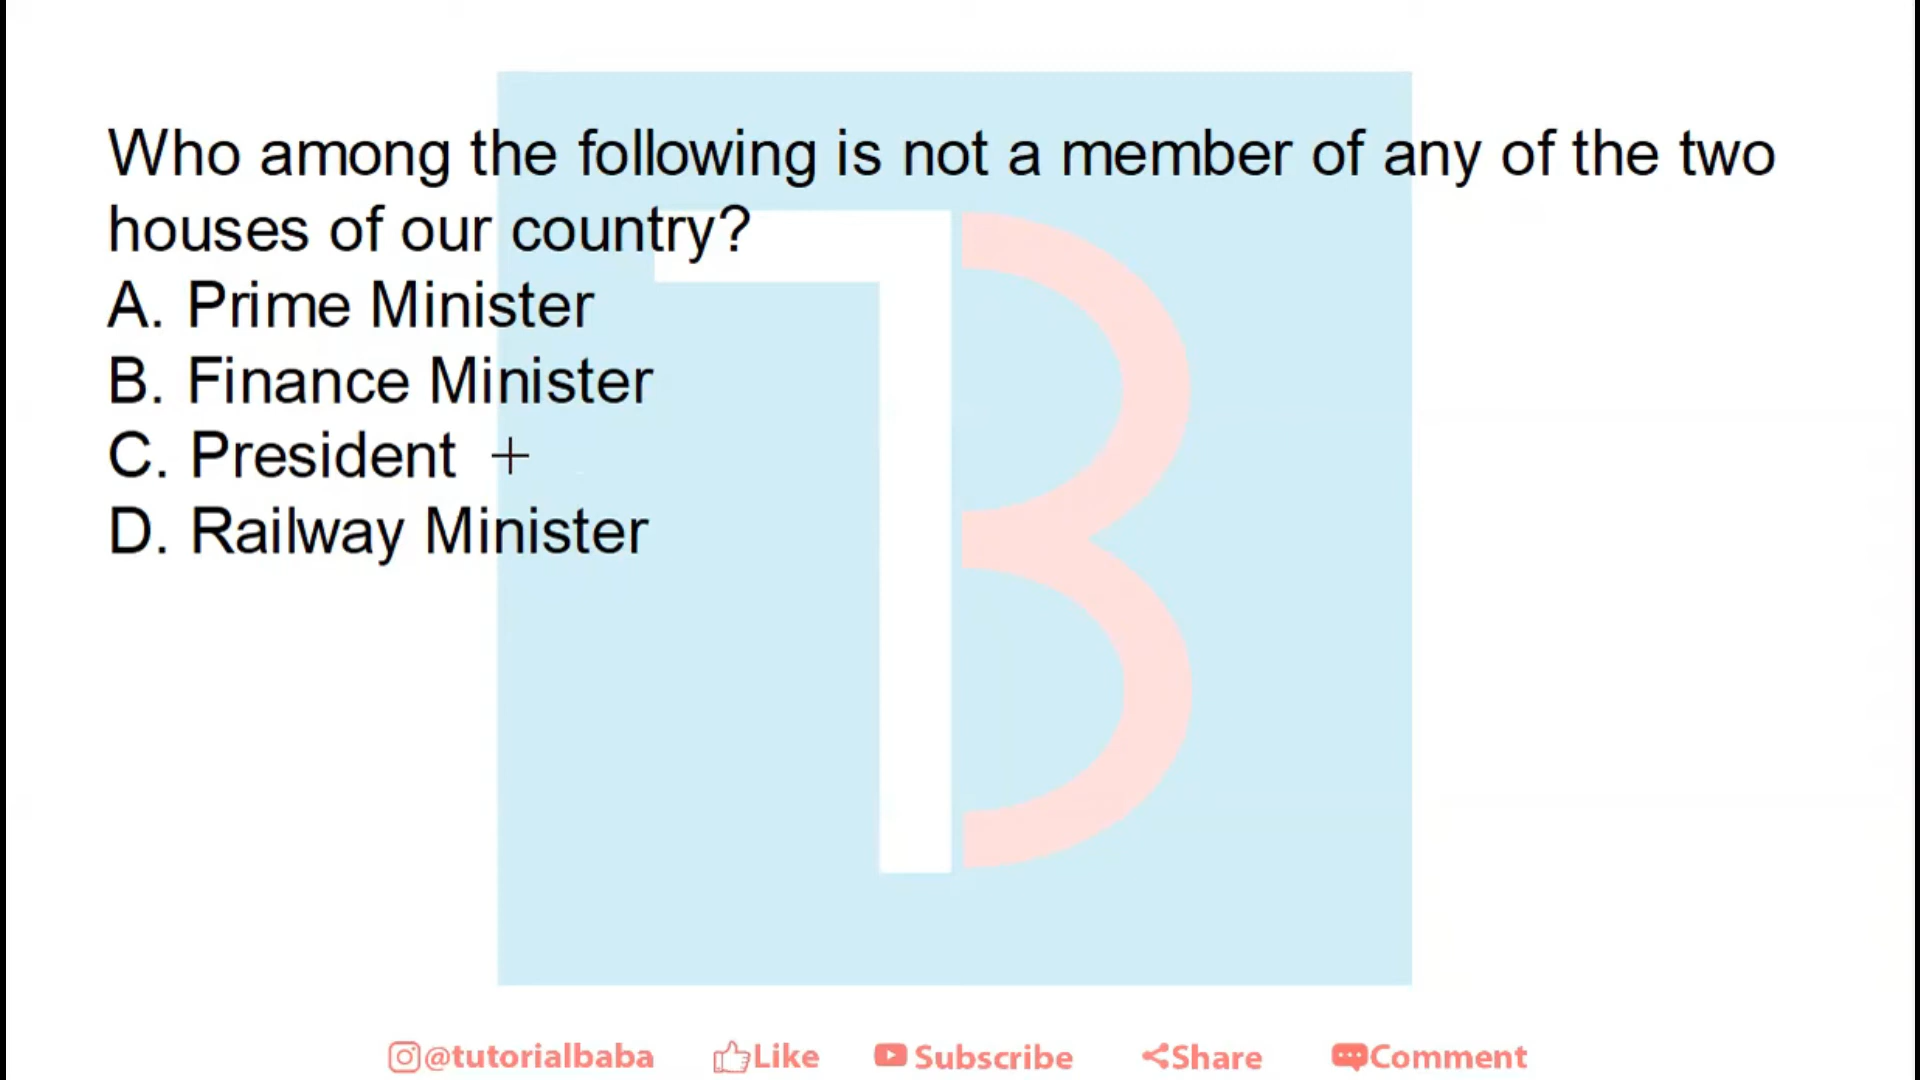 Who among the following is not a member of any of the two
houses of our country?
A. Prime Minister
B. Finance Minister
C. President
D. Railway Minister
@tutorialbaba Like Subscribe Share Comment